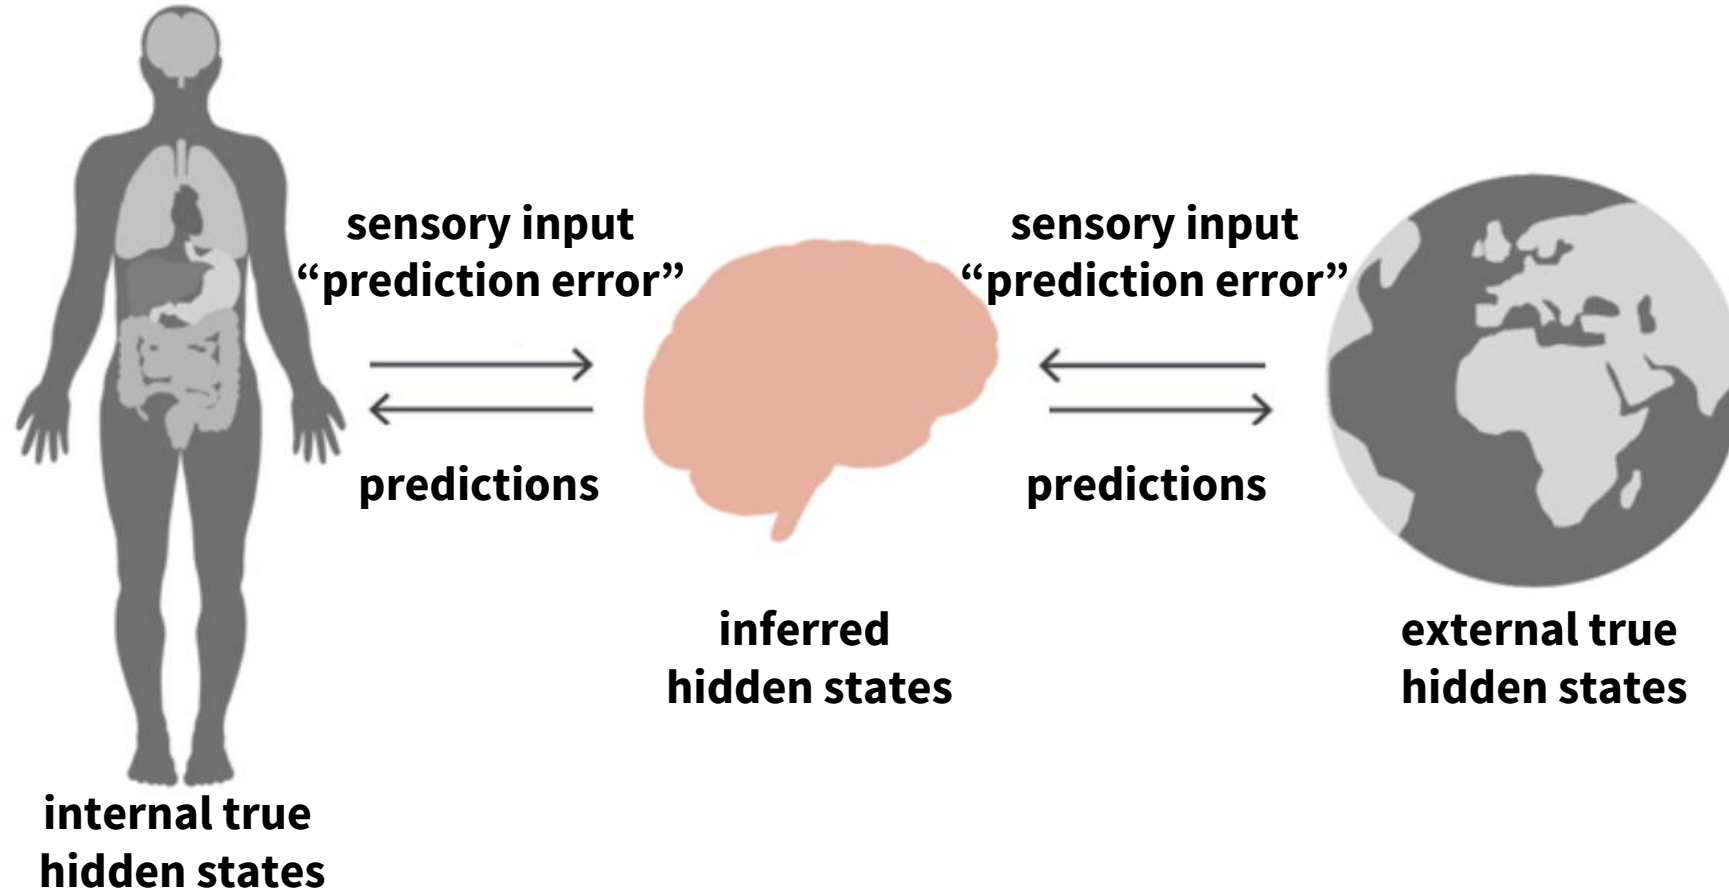 sensory input
“prediction error”
predictions
internal true
hidden states
inferred
hidden states
sensory input
“prediction error”
predictions
external true
hidden states